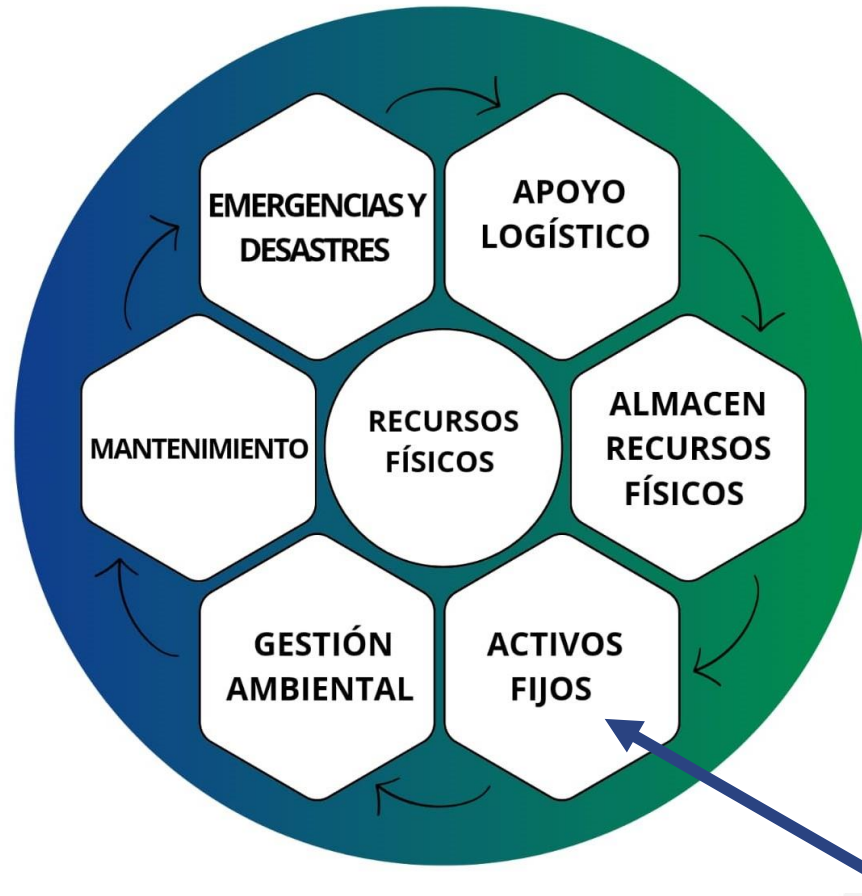 EMERGENCIAS Y
DESASTRES
APOYO
LOGÍSTICO
MANTENIMIENTO
RECURSOS
FÍSICOS
ALMACEN
RECURSOS
FÍSICOS
GESTIÓN
AMBIENTAL
ACTIVOS
FIJOS